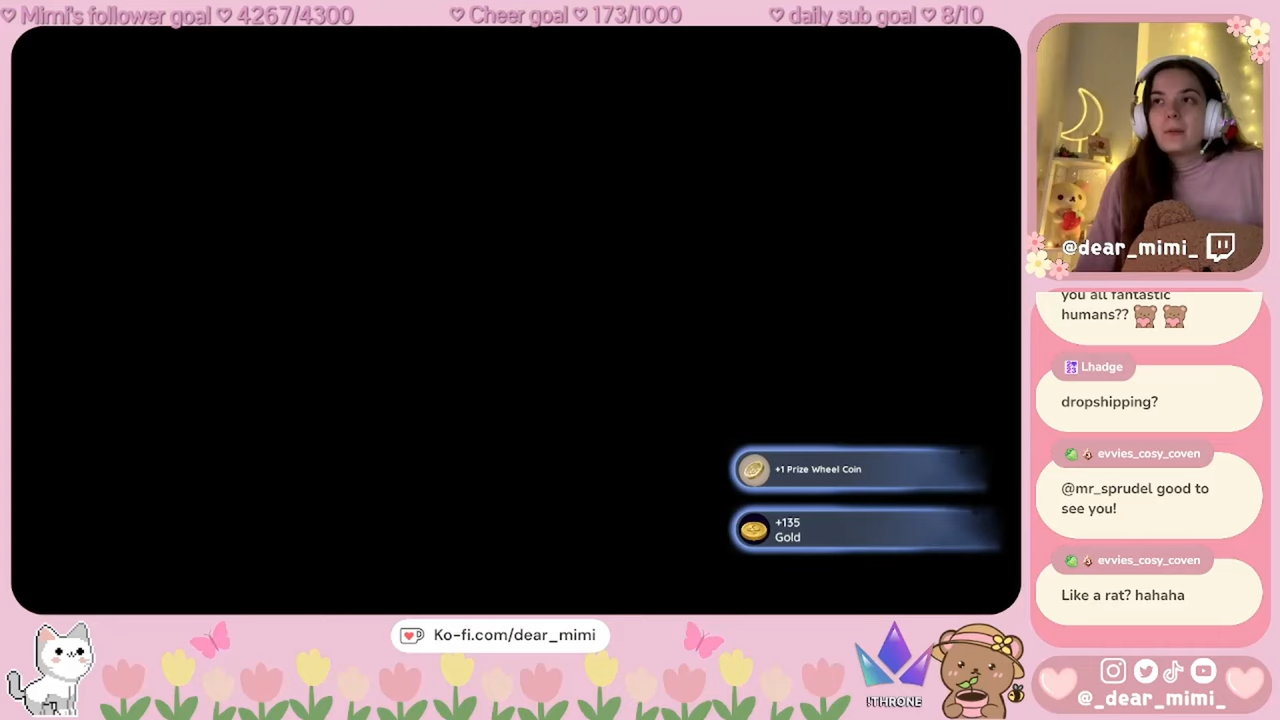 ♡ Mimi's follower goal ♡ 4267/4300
♡ Cheer goal ♡ 173/1000
♡ daily sub goal ♡ 8/10
@dear_mimi_
you all fantastic
humans??
Lhadge
dropshipping?
evvies_cosy_coven
@mr_sprudel good to
see you!
evvies_cosy_coven
Like a rat? hahaha
+1 Prize Wheel Coin
+135
Gold
Ko-fi.com/dear_mimi
!THRONE
@_dear_mimi_